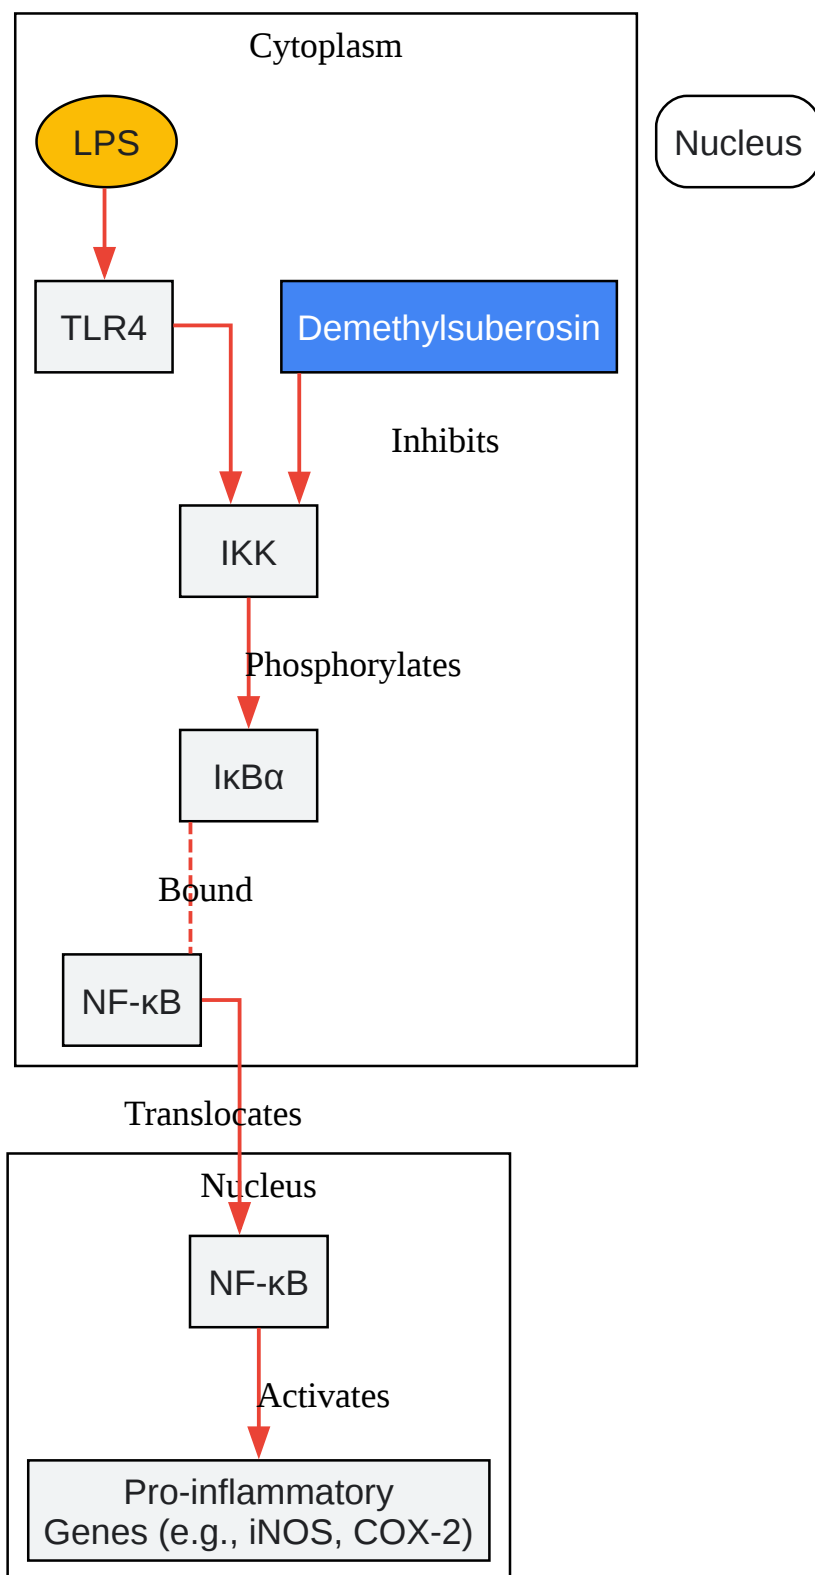 Cytoplasm
LPS
Nucleus
TLR4
Demethylsuberosin
Inhibits
IKK
Phosphorylates
IκBα
Bound
NF-κB
Translocates
Nucleus
NF-κB
Activates
Pro-inflammatory
Genes (e.g., iNOS, COX-2)